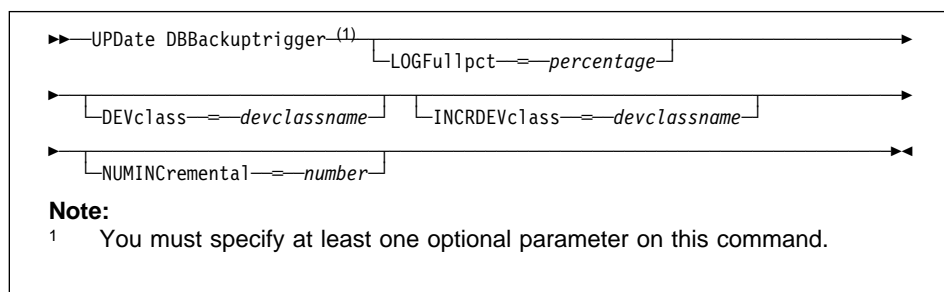 UPDate DBBackuptrigger (1)
LOGFullpct = percentage
DEVclass = devclassname INCRDEVclass = devclassname
NUMINCremental = number
Note:
1 You must specify at least one optional parameter on this command.